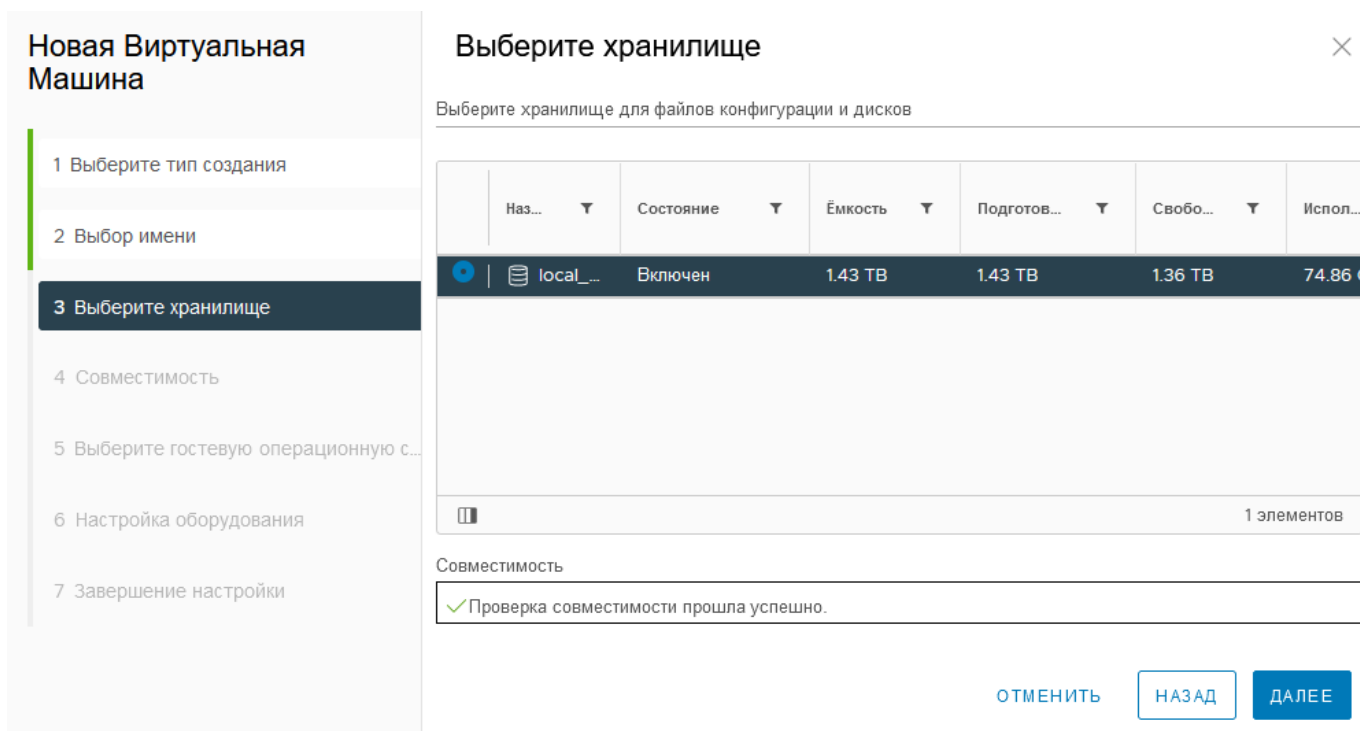 Новая Виртуальная
Машина
1 Выберите тип создания
2 Выбор имени
3 Выберите хранилище
4 Совместимость
5 Выберите гостевую операционную с...
6 Настройка оборудования
7 Завершение настройки
Выберите хранилище
Выберите хранилище для файлов конфигурации и дисков
Наз... Состояние Ёмкость Подготов... Свобо... Испол...
local_... Включен 1.43 TB 1.43 TB 1.36 TB 74.86
1 элементов
Совместимость
Проверка совместимости прошла успешно.
ОТМЕНИТЬ НАЗАД ДАЛЕЕ